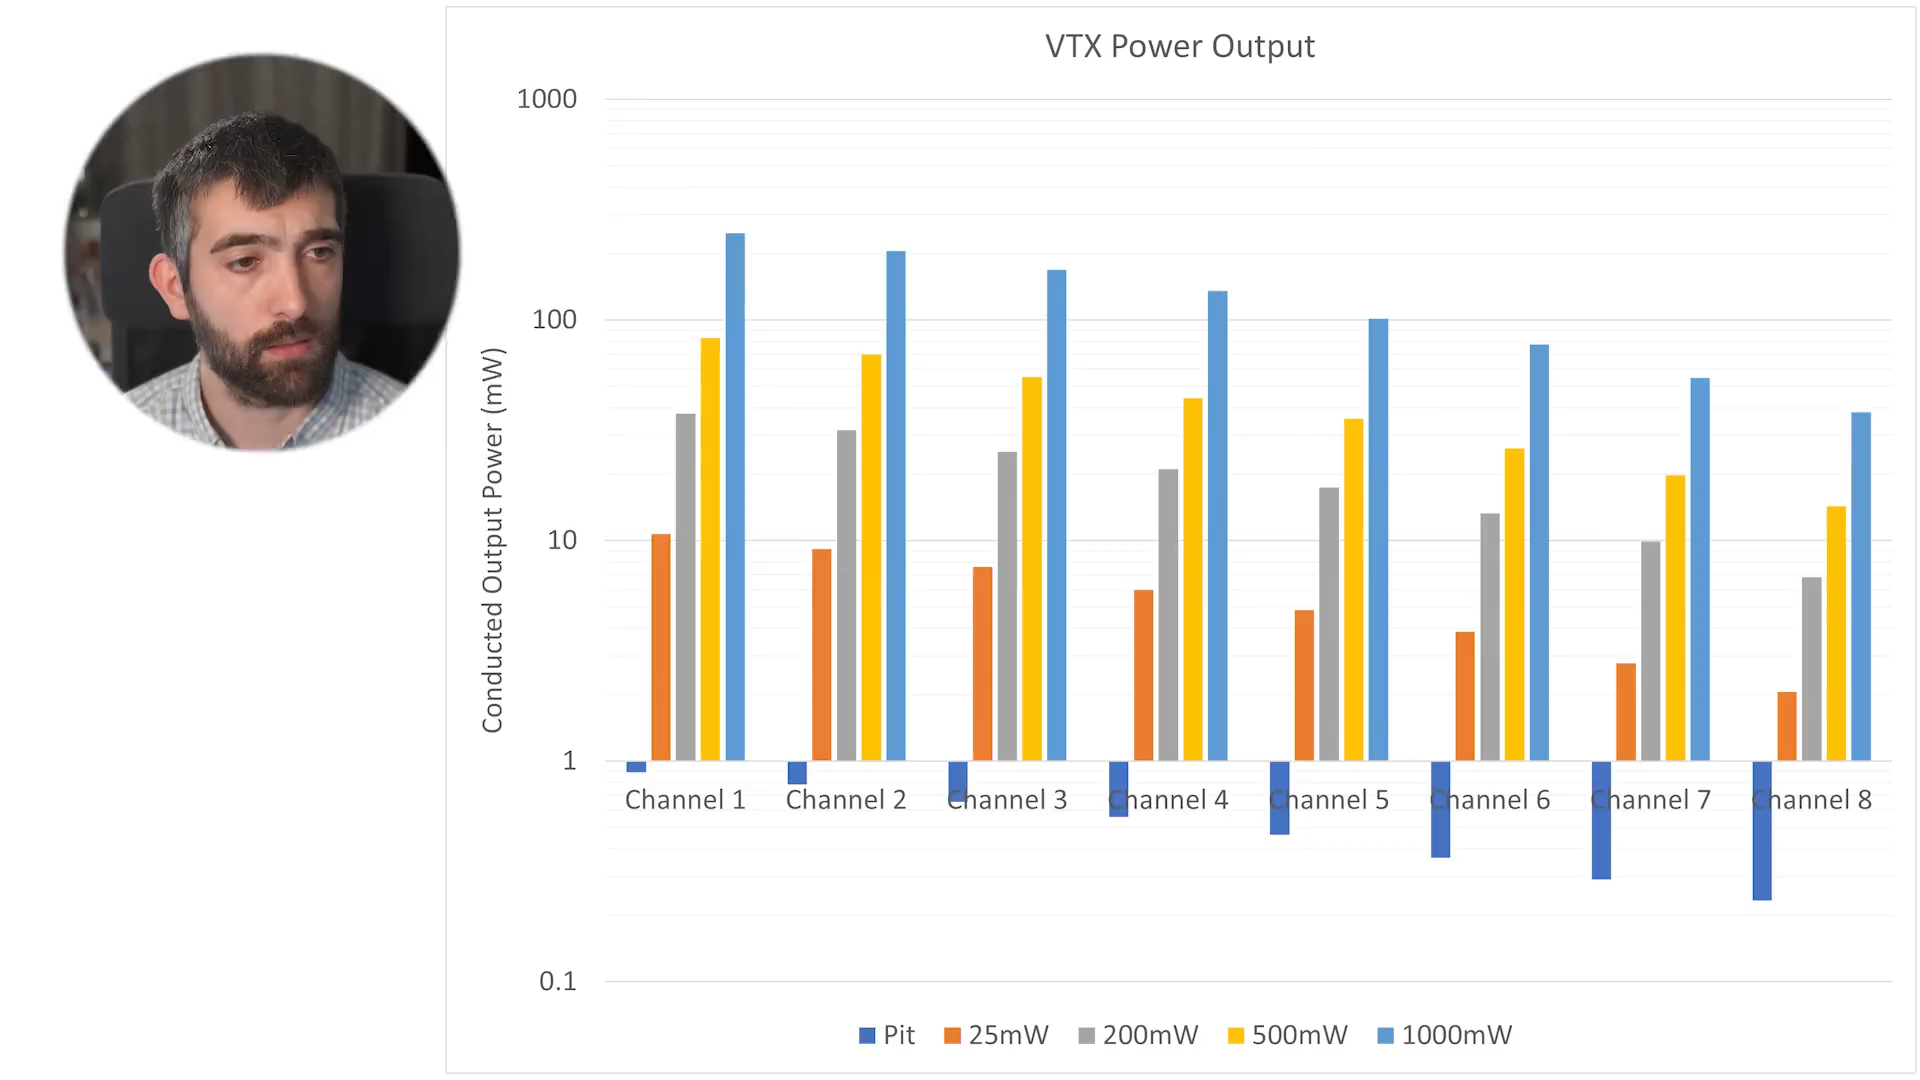 VTX Power Output
1000
100
10
1
0.1
Conducted Output Power (mW)
Channel 1 Channel 2 Channel 3 Channel 4 Channel 5 Channel 6 Channel 7 Channel 8
Pit 25mW 200mW 500mW 1000mW